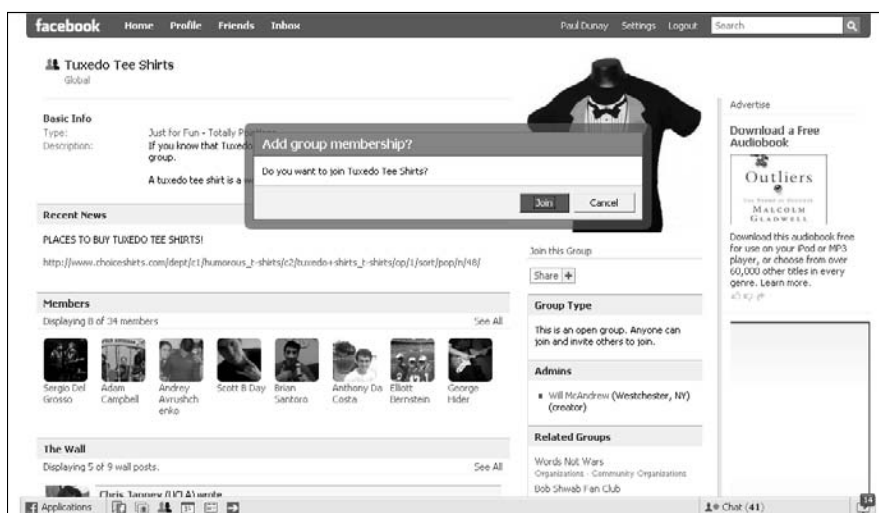 facebook Home Profile Friends Inbox Paul Dunay Settings Logout Search
Tuxedo Tee Shirts
Global
Basic Info
Type: Just for Fun - Totally
Description: If you know that Tuxedo
group.
A tuxedo tee shirt is a
Add group membership?
Do you want to join Tuxedo Tee Shirts?
Join Cancel
Recent News
PLACES TO BUY TUXEDO TEE SHIRTS!
http://www.choiceshirts.com/dept/c1/humorous_t-shirts/c2/tuxedo+shirts_t-shirts/op/1/sort/pop/n/48/
Members
Displaying 8 of 34 members See All
Sergio Del
Grosso
Adam
Campbell
Andrey
Avrushch
enko
Scott B Day
Brian
Santoro
Anthony Da
Costa
Elliott
Bernstein
George
Hider
The Wall
Displaying 5 of 9 wall posts. See All
Chris Janney (UCLA) wrote
Join this Group
Share +
Group Type
This is an open group. Anyone can
join and invite others to join.
Admins
Will McAndrew (Westchester, NY)
(creator)
Related Groups
Words Not Wars
Organizations - Community Organizations
Bob Shwab Fan Club
Advertise
Download a Free
Audiobook
Outliers
MALCOLM
GLADWELL
Download this audiobook free
for use on your iPod or MP3
player, or choose from over
60,000 other titles in every
genre. Learn more.
Applications 31 Chat (41) 14